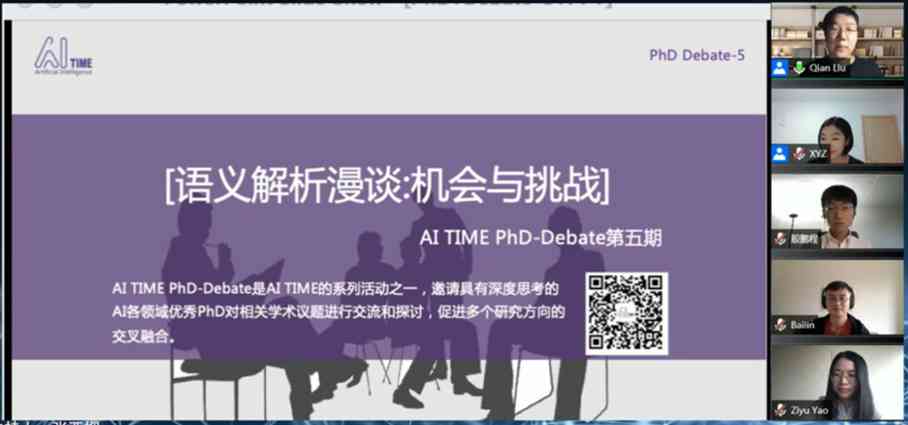 AI TIME
Artificial Intelligence
PhD Debate-5
[语义解析漫谈:机会与挑战]
AI TIME PhD-Debate第五期
AI TIME PhD-Debate是AI TIME的系列活动之一，邀请具有深度思考的
AI各领域优秀PhD对相关学术议题进行交流和探讨，促进多个研究方向的
交叉融合。
Qian Liu
XYZ
殷鹏程
Bailin
Ziyu Yao